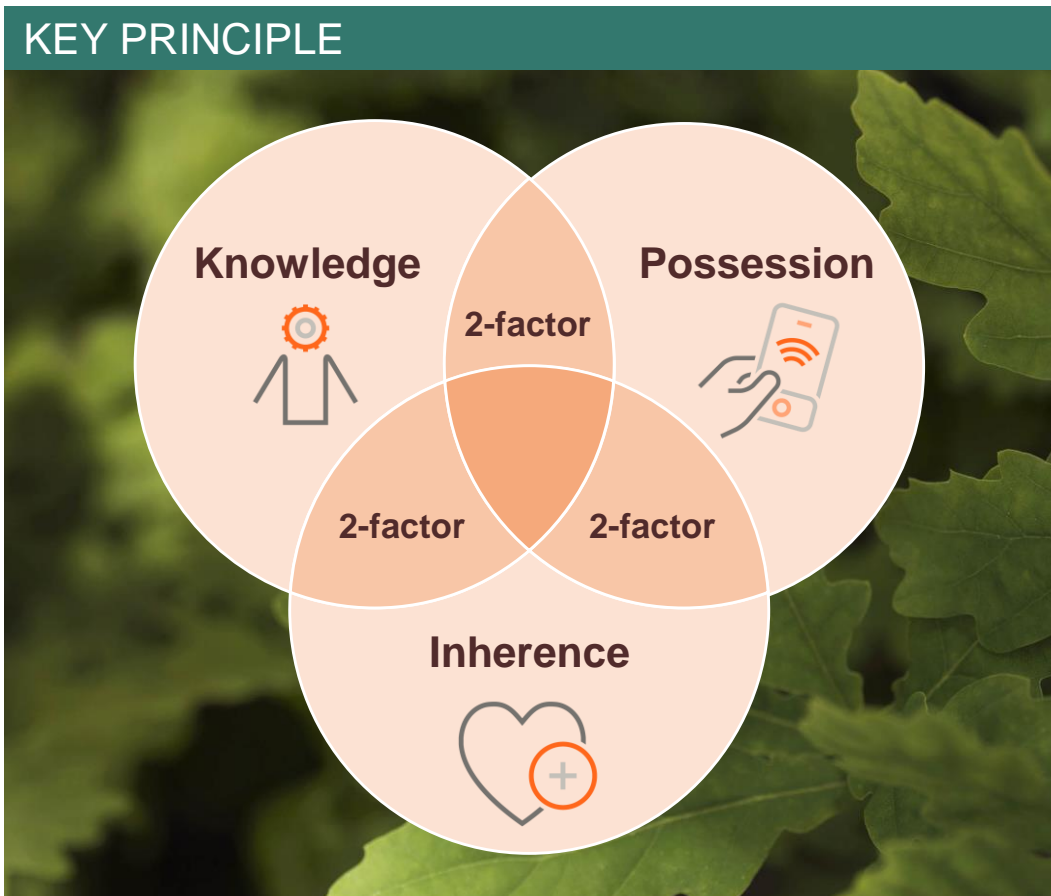 KEY PRINCIPLE
Knowledge
Possession
2-factor
2-factor
2-factor
Inherence